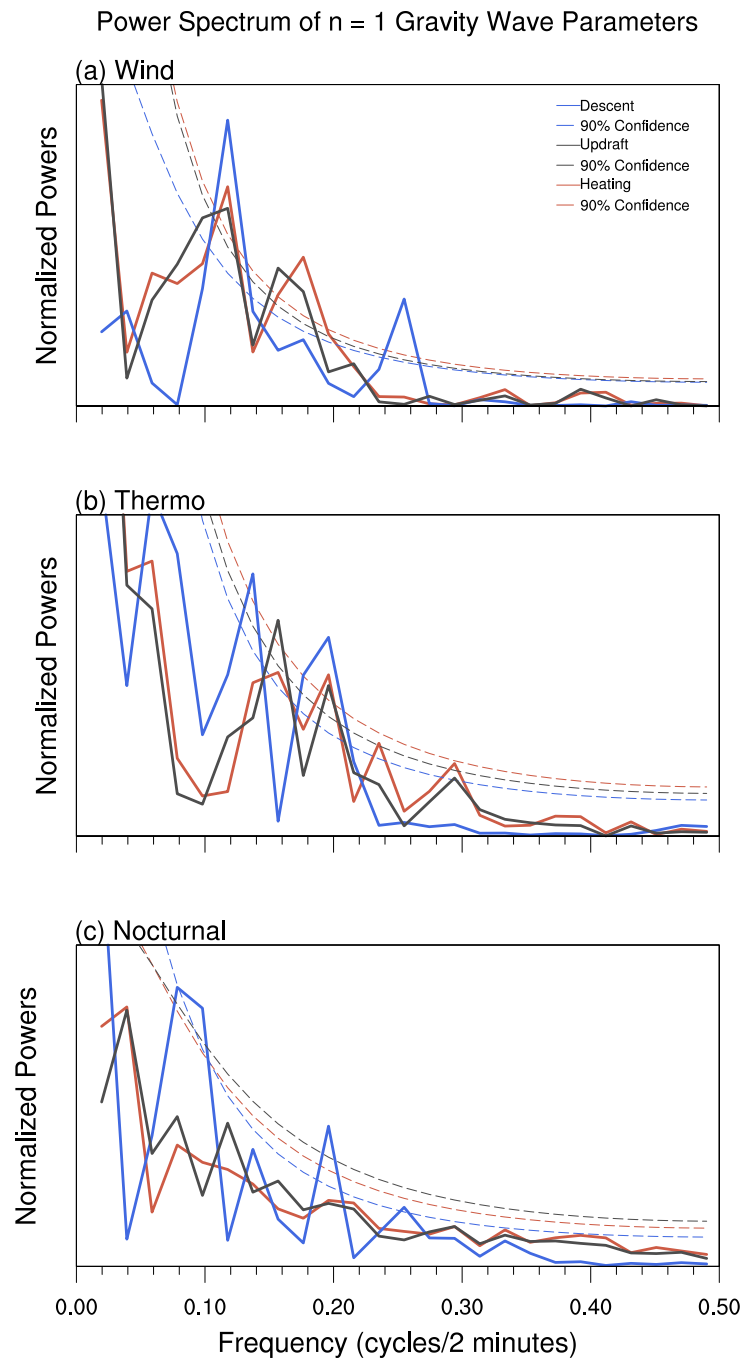 Power Spectrum of n = 1 Gravity Wave Parameters
(a) Wind
Normalized Powers
Descent
90% Confidence
Updraft
90% Confidence
Heating
90% Confidence
(b) Thermo
Normalized Powers
(c) Nocturnal
Normalized Powers
0.00 0.10 0.20 0.30 0.40 0.50
Frequency (cycles/2 minutes)